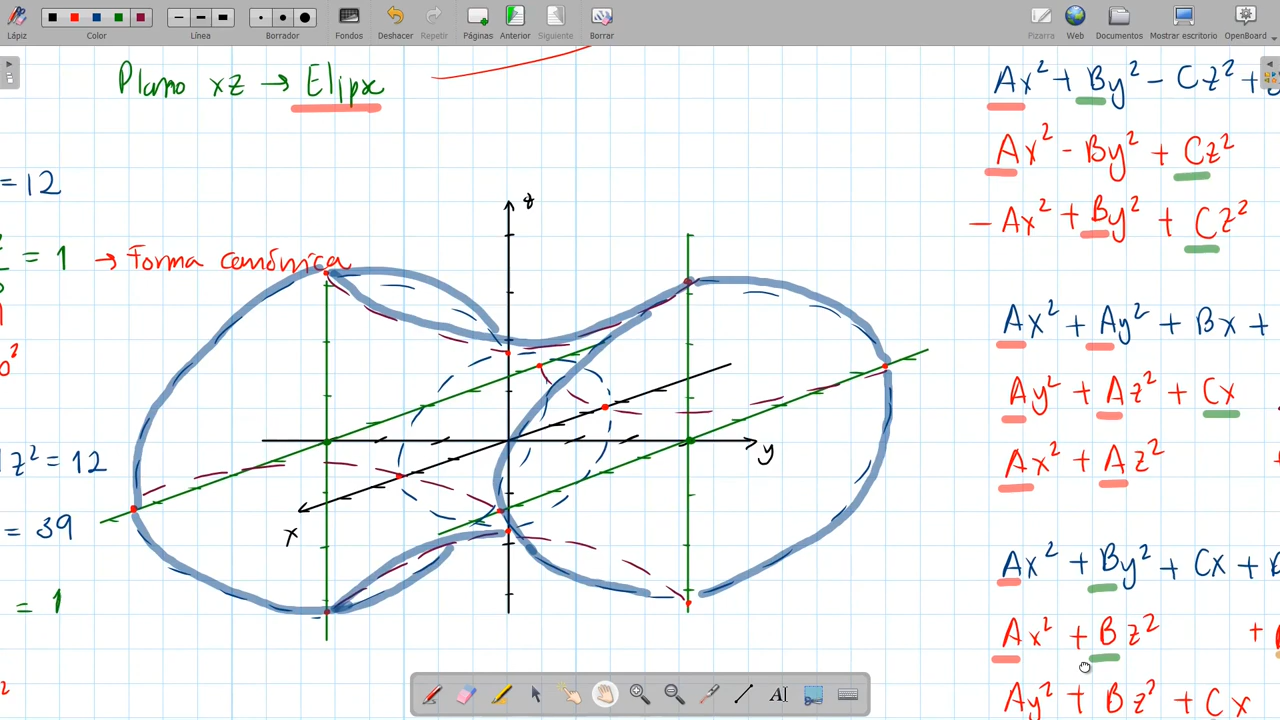 Lápiz Color Línea Borrador Fondos Deshacer Repetir Páginas Anterior Siguiente Borrar Pizarra Web Documentos Mostrar escritorio OpenBoard
Plano xz → Elipse
= 12
= 1 → Forma canónica
z² = 12
= 39
= 1
z
y
x
Ax² + By² - Cz² +
Ax² - By² + Cz²
- Ax² + By² + Cz²
Ax² + Ay² + Bx +
Ay² + Az² + Cx
Ax² + Az² +
Ax² + By² + Cx +
Ax² + Bz² +
Ay² + Bz² + Cx